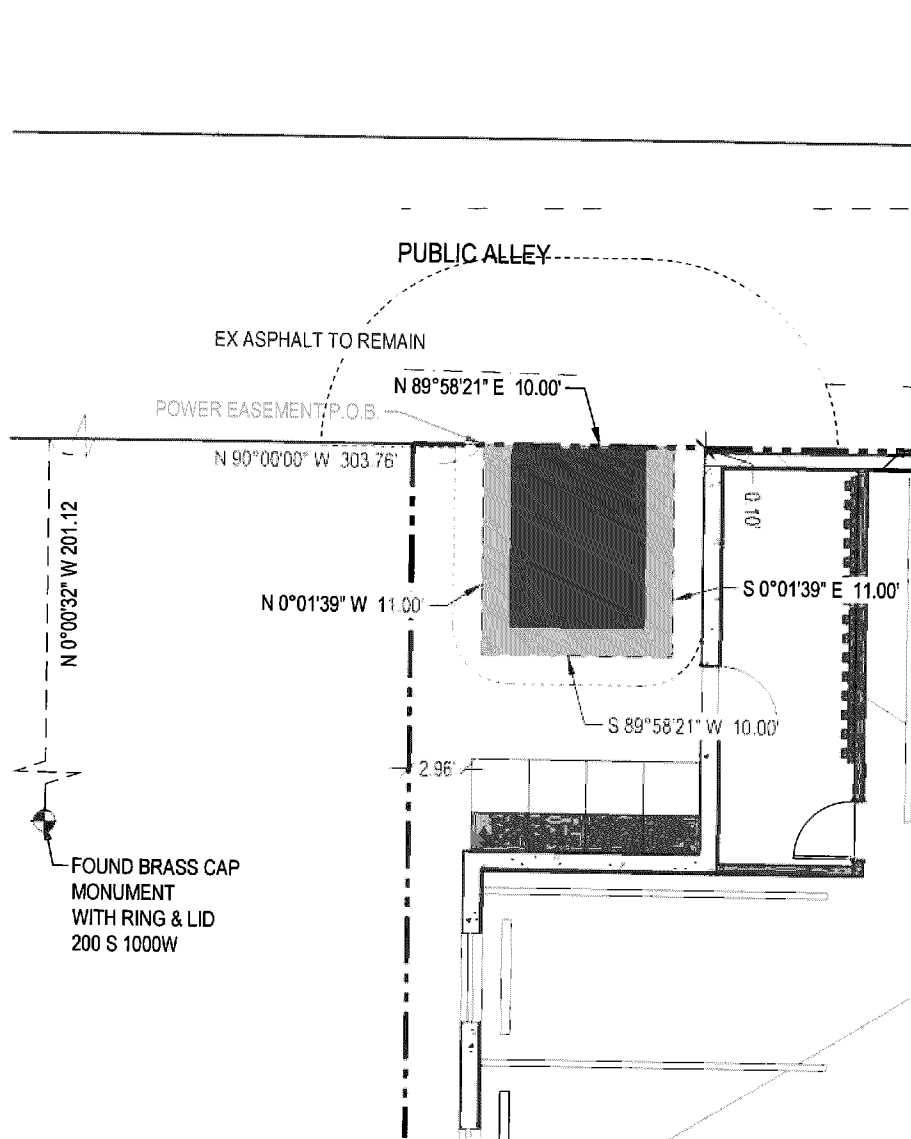 PUBLIC ALLEY
EX ASPHALT TO REMAIN
N 89°58'21" E 10.00'
POWER EASEMENT P.O.B.
N 90°00'00" W 303.76'
0.10'
N 0°00'32" W 201.12
N 0°01'39" W 11.00'
S 0°01'39" E 11.00'
S 89°58'21" W 10.00'
2.96'
FOUND BRASS CAP
MONUMENT
WITH RING & LID
200 S 1000W